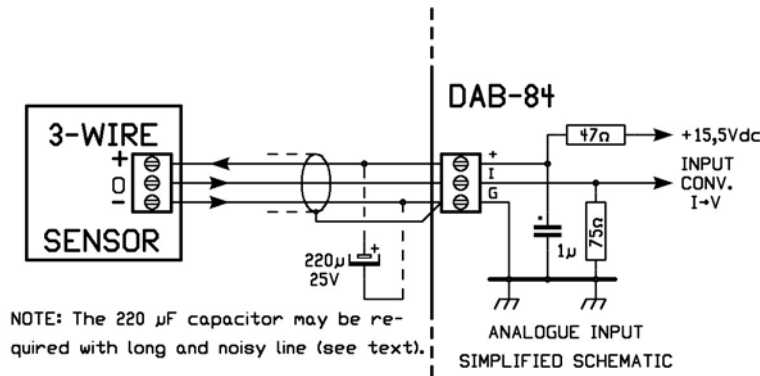 DAB-84
3-WIRE
+
O
-
SENSOR
+
I
G
47Ω
+15,5Vdc
INPUT
CONV.
I→V
220µ
25V
+
1µ
75Ω
NOTE: The 220 µF capacitor may be re-
quired with long and noisy line (see text).
ANALOGUE INPUT
SIMPLIFIED SCHEMATIC